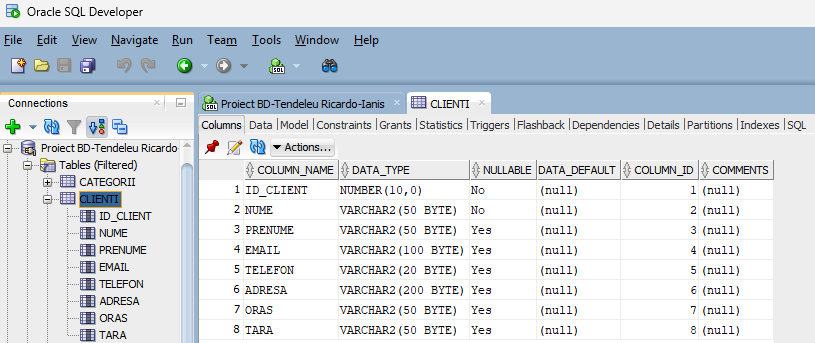 Oracle SQL Developer
File Edit View Navigate Run Team Tools Window Help
SQL
Connections
Proiect BD-Tendeleu Ricardo-
Tables (Filtered)
CATEGORII
CLIENTI
ID_CLIENT
NUME
PRENUME
EMAIL
TELEFON
ADRESA
ORAS
TARA
SQL Proiect BD-Tendeleu Ricardo-Ianis CLIENTI
Columns Data Model Constraints Grants Statistics Triggers Flashback Dependencies Details Partitions Indexes SQL
Actions...
COLUMN_NAME DATA_TYPE NULLABLE DATA_DEFAULT COLUMN_ID COMMENTS
1 ID_CLIENT NUMBER(10,0) No (null) 1 (null)
2 NUME VARCHAR2(50 BYTE) No (null) 2 (null)
3 PRENUME VARCHAR2(50 BYTE) Yes (null) 3 (null)
4 EMAIL VARCHAR2(100 BYTE) Yes (null) 4 (null)
5 TELEFON VARCHAR2(20 BYTE) Yes (null) 5 (null)
6 ADRESA VARCHAR2(200 BYTE) Yes (null) 6 (null)
7 ORAS VARCHAR2(50 BYTE) Yes (null) 7 (null)
8 TARA VARCHAR2(50 BYTE) Yes (null) 8 (null)